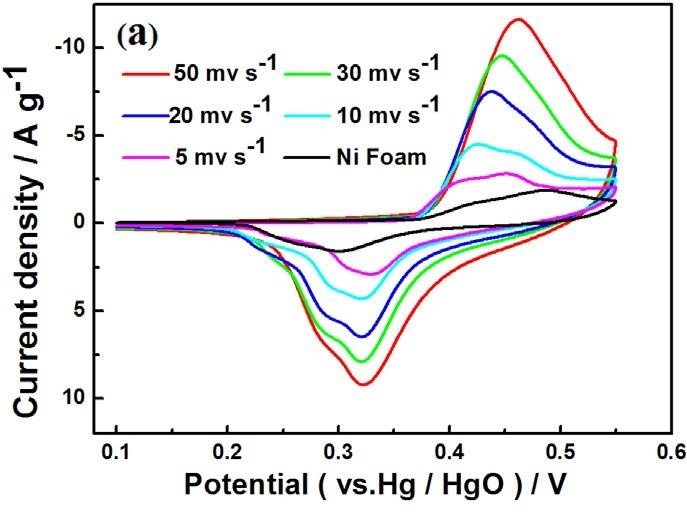 (a)
50 mv s-1
30 mv s-1
20 mv s-1
10 mv s-1
5 mv s-1
Ni Foam
Current density / A g-1
-10
-5
0
5
10
0.1 0.2 0.3 0.4 0.5 0.6
Potential ( vs.Hg / HgO ) / V